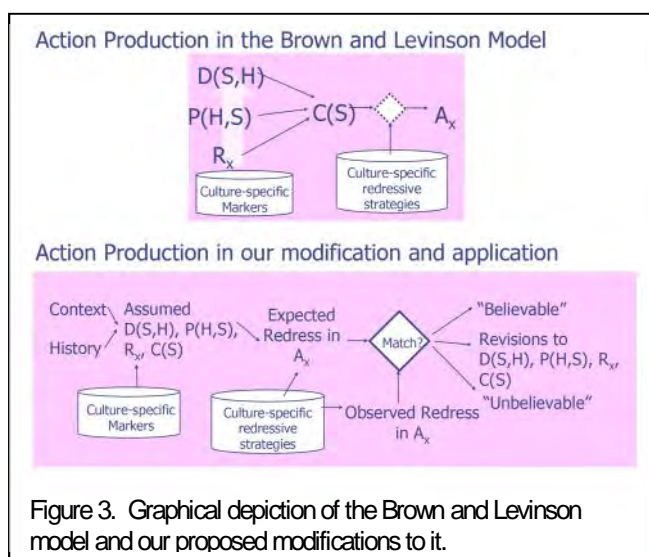 Action Production in the Brown and Levinson Model
D(S,H)
P(H,S) C(S) Aₓ
Rₓ
Culture-specific
Markers
Culture-specific
redressive
strategies
Action Production in our modification and application
Context
History
Assumed
D(S,H), P(H,S),
Rₓ, C(S)
Culture-specific
Markers
Expected
Redress in
Aₓ
Culture-specific
redressive
strategies
Match?
Observed Redress
in Aₓ
"Believable"
Revisions to
D(S,H), P(H,S), Rₓ,
C(S)
"Unbelievable"
Figure 3. Graphical depiction of the Brown and Levinson
model and our proposed modifications to it.